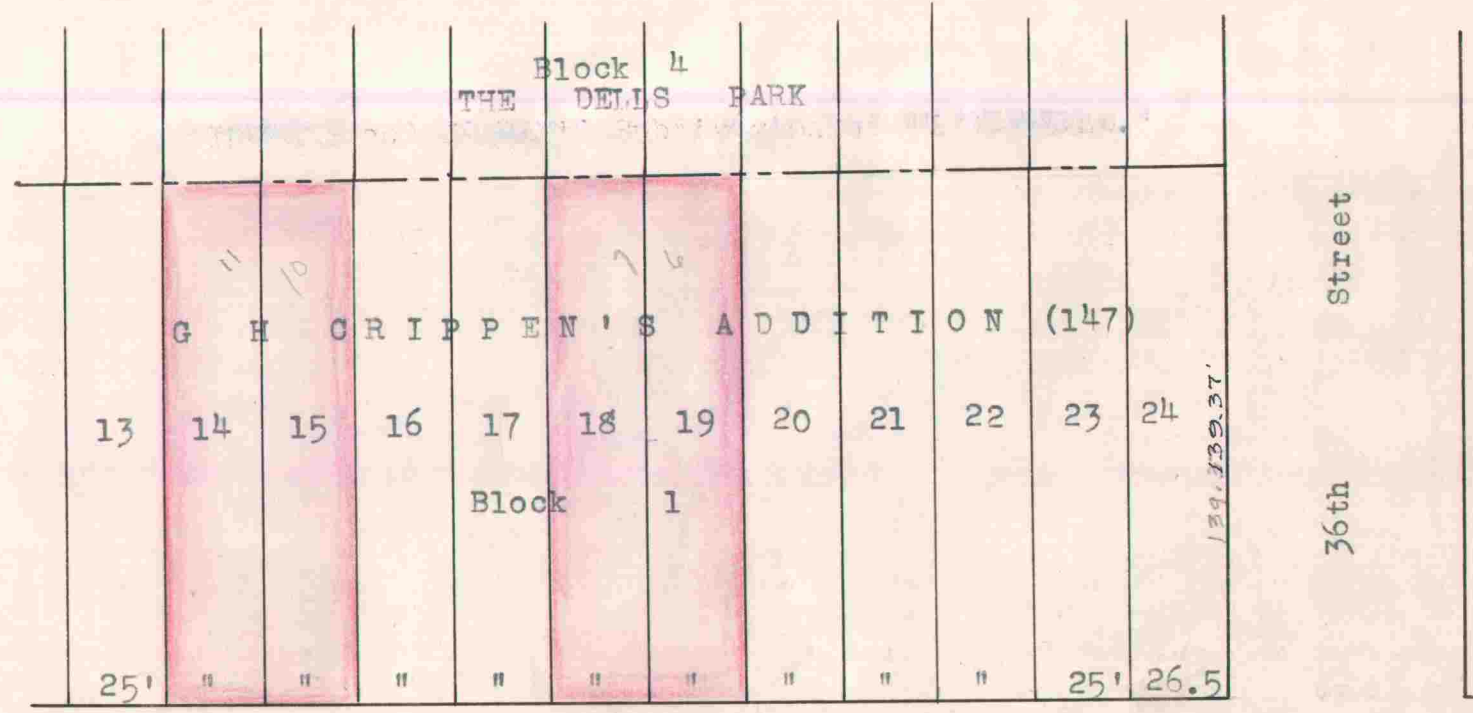 Block 4
THE DELLS PARK
11 10 7 6
G H CRIPPEN'S ADDITION (147)
13 14 15 16 17 18 19 20 21 22 23 24
139.37'
Block 1
25' " " " " " " " " " 25' 26.5
36th Street